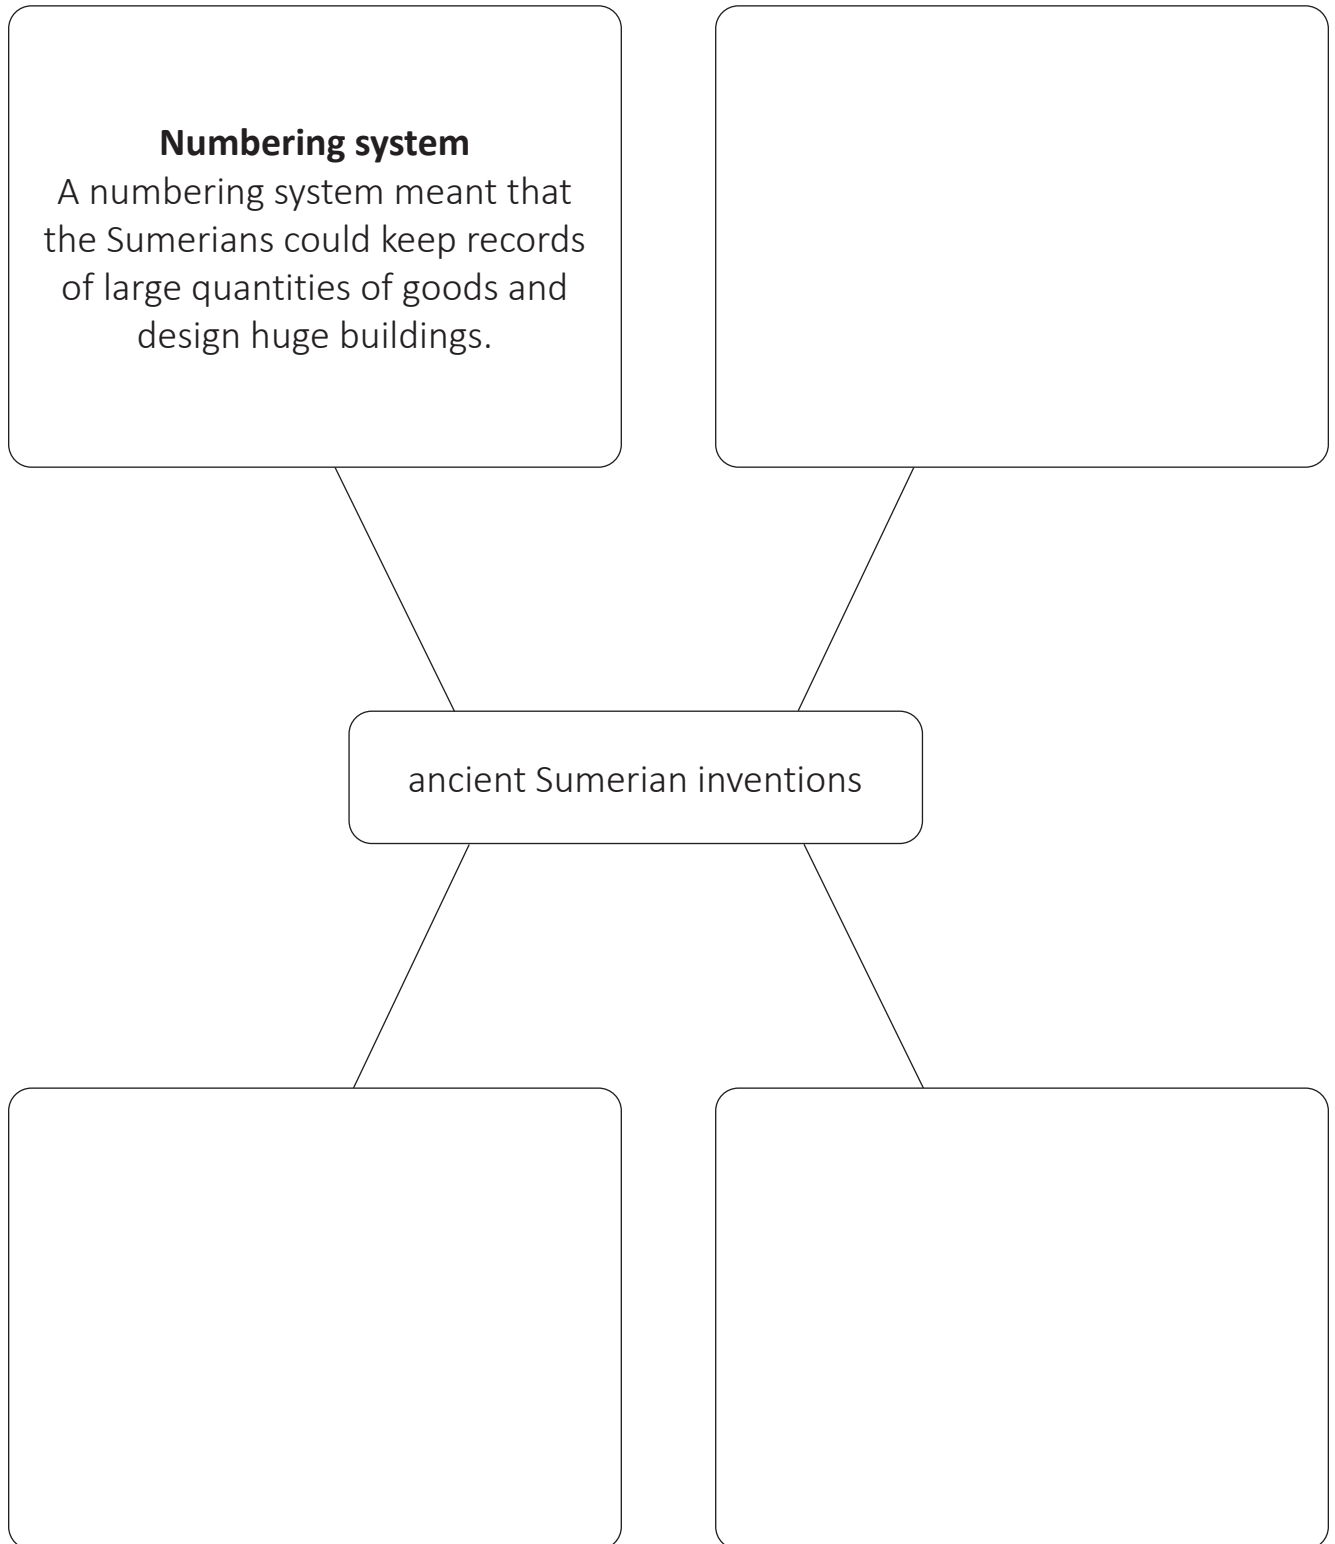 Numbering system
A numbering system meant that
the Sumerians could keep records
of large quantities of goods and
design huge buildings.
ancient Sumerian inventions